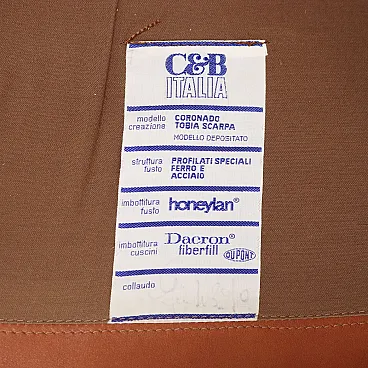 C&B
ITALIA
modello CORONADO
creazione TOBIA SCARPA
MODELLO DEPOSITATO
struttura PROFILATI SPECIALI
fusto FERRO E
ACCIAIO
imbottitura honeylan®
fusto
imbottitura Dacron®
cuscini fiberfill DUPONT
collaudo